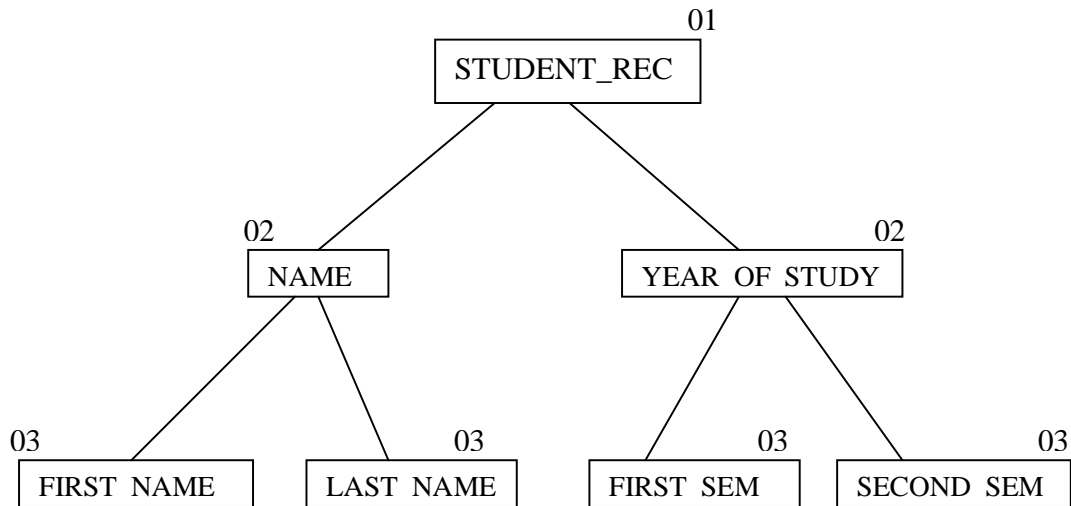 01
STUDENT_REC
02 02
NAME YEAR OF STUDY
03 03 03 03
FIRST NAME LAST NAME FIRST SEM SECOND SEM